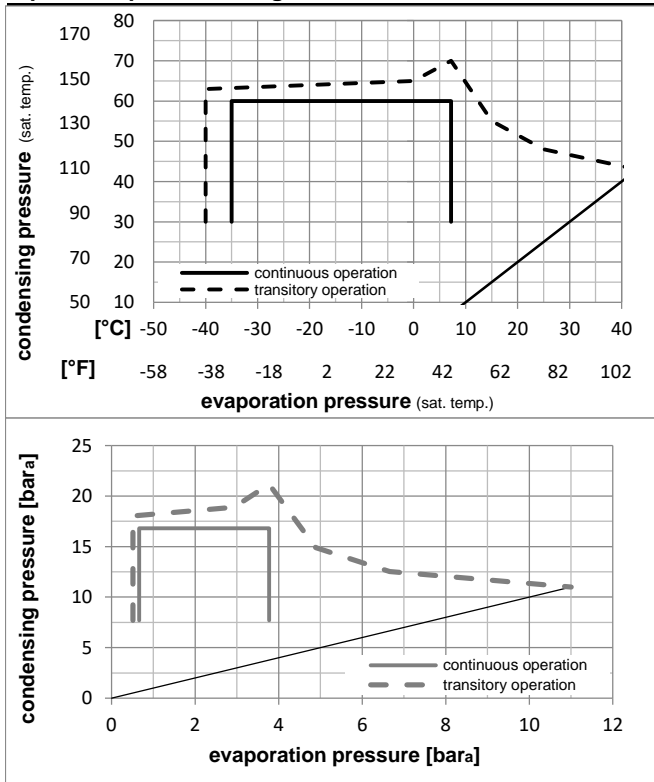 170 80
150 70
130 60
110 50
90 40
70 30
50 20
10
condensing pressure (sat. temp.)
continuous operation
transitory operation
[°C] -50 -40 -30 -20 -10 0 10 20 30 40
[°F] -58 -38 -18 2 22 42 62 82 102
evaporation pressure (sat. temp.)
25
20
15
10
5
0
condensing pressure [bara]
continuous operation
transitory operation
0 2 4 6 8 10 12
evaporation pressure [bara]